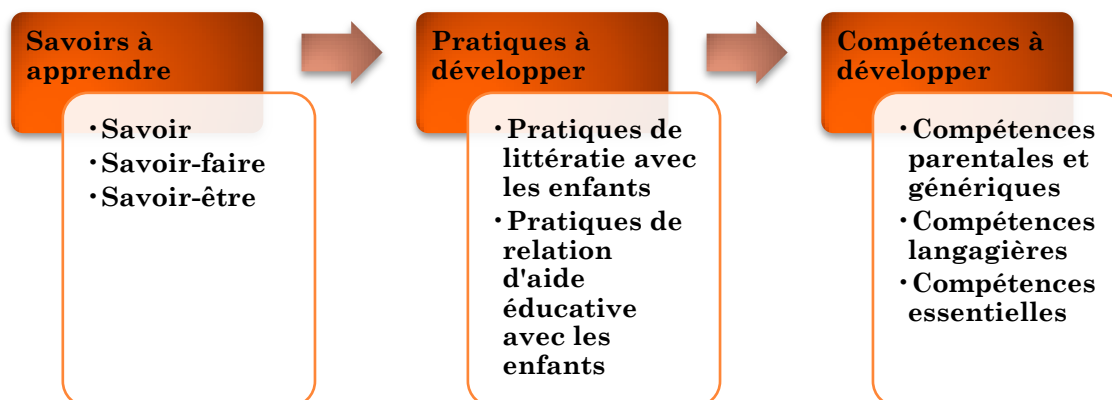 Savoirs à
apprendre
· Savoir
· Savoir-faire
· Savoir-être
Pratiques à
développer
· Pratiques de
littératie avec
les enfants
· Pratiques de
relation
d'aide
éducative
avec les
enfants
Compétences à
développer
· Compétences
parentales et
génériques
· Compétences
langagières
· Compétences
essentielles